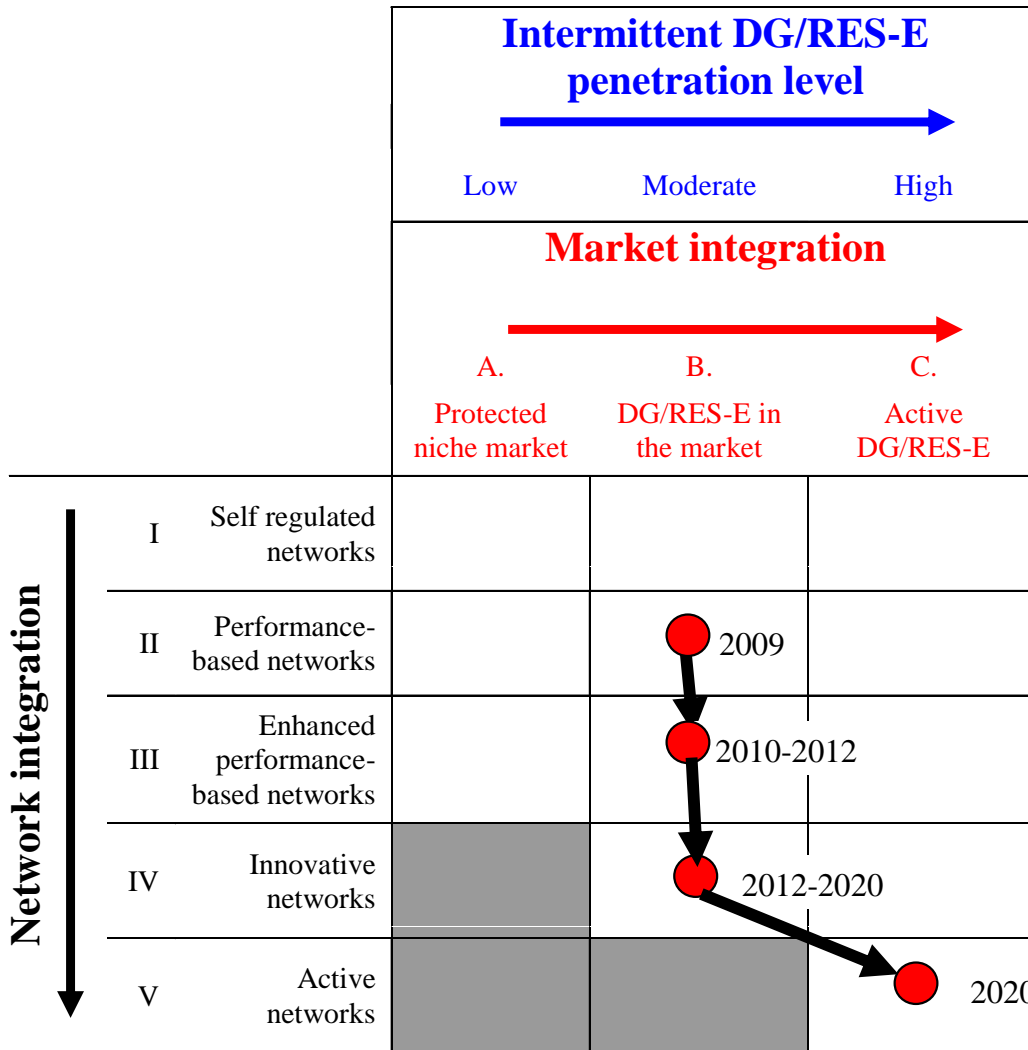 Intermittent DG/RES-E
penetration level
Low Moderate High
Market integration
A. B. C.
Protected
niche market
DG/RES-E in
the market
Active
DG/RES-E
Network integration
I
Self regulated
networks
II
Performance-
based networks
2009
III
Enhanced
performance-
based networks
2010-2012
IV
Innovative
networks
2012-2020
V
Active
networks
2020